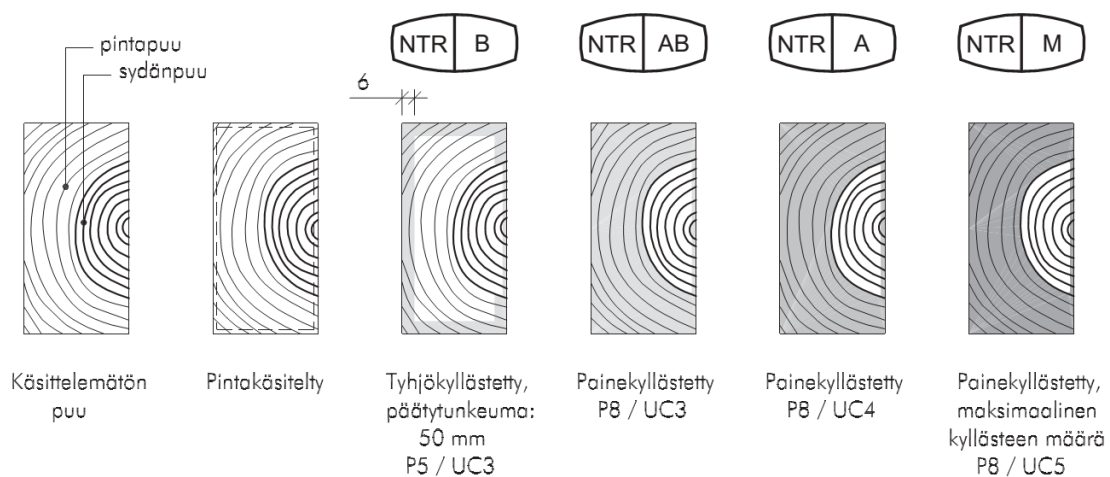 pintapuu
sydänpuu
NTR B
NTR AB
NTR A
NTR M
6
Käsittelemätön
puu
Pintakäsitelty
Tyhjökyllästetty,
päätytunkeuma:
50 mm
P5 / UC3
Painekyllästetty
P8 / UC3
Painekyllästetty
P8 / UC4
Painekyllästetty,
maksimaalinen
kyllästeen määrä
P8 / UC5